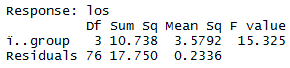 Response: los
Df Sum Sq Mean Sq F value
ï..group 3 10.738 3.5792 15.325
Residuals 76 17.750 0.2336